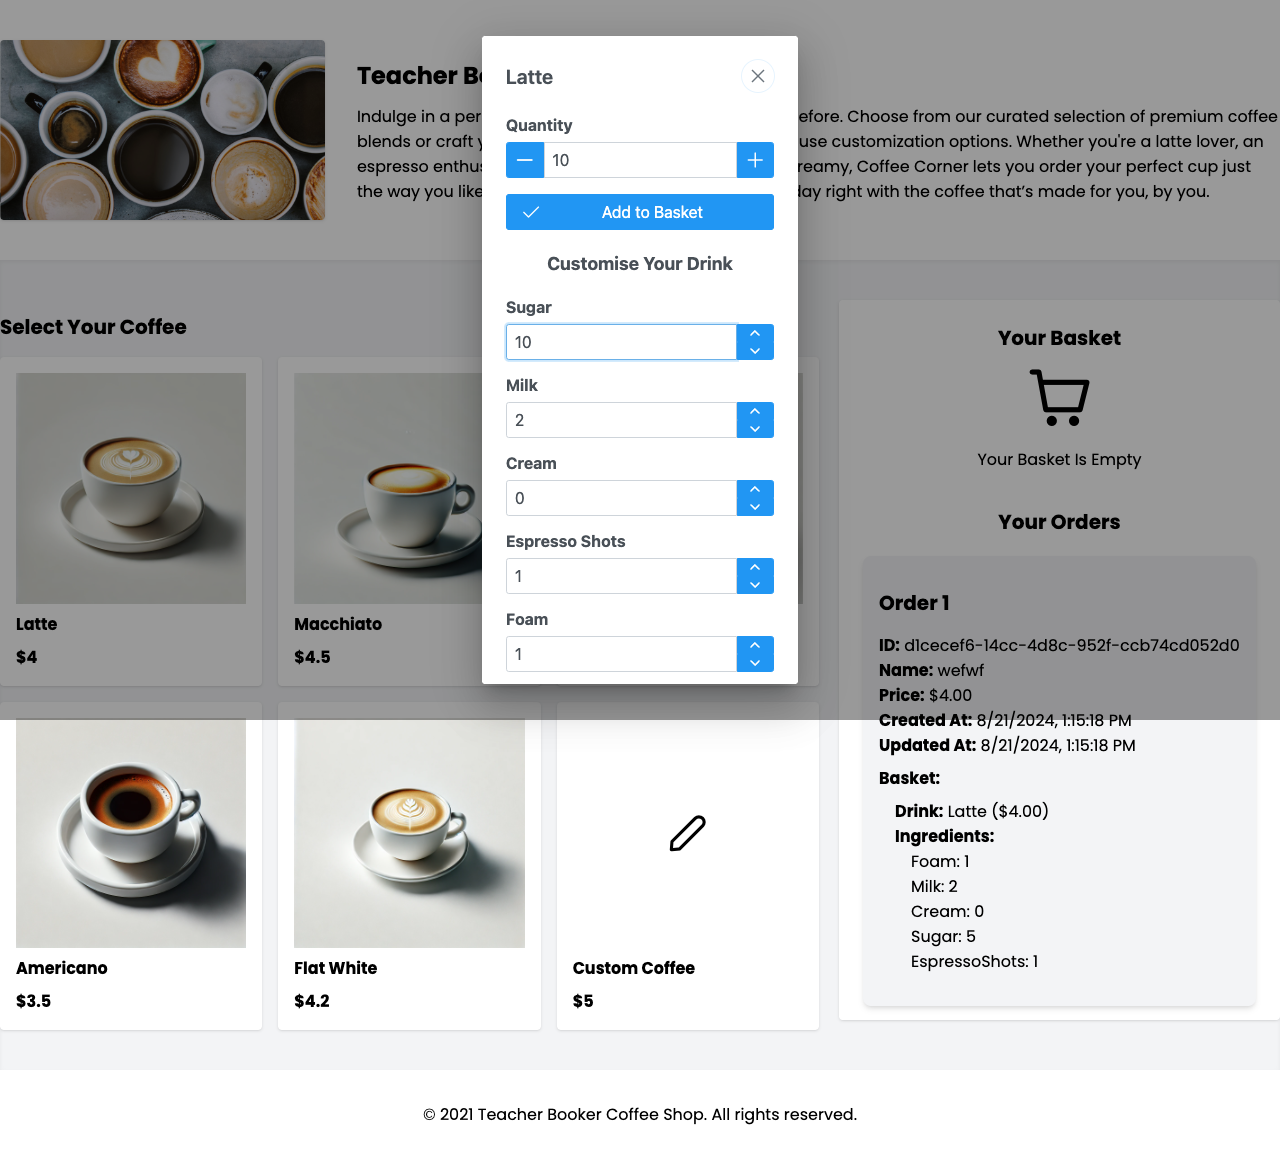 Teacher B
Indulge in a per
efore. Choose from our curated selection of premium coffee
blends or craft y
use customization options. Whether you're a latte lover, an
espresso enthus
reamy, Coffee Corner lets you order your perfect cup just
the way you like
day right with the coffee that's made for you, by you.
Latte
Quantity
10
Add to Basket
Customise Your Drink
Sugar
10
Milk
2
Cream
0
Espresso Shots
1
Foam
1
Select Your Coffee
Latte
$4
Macchiato
$4.5
Americano
$3.5
Flat White
$4.2
Custom Coffee
$5
Your Basket
Your Basket Is Empty
Your Orders
Order 1
ID: d1cecef6-14cc-4d8c-952f-ccb74cd052d0
Name: wefwf
Price: $4.00
Created At: 8/21/2024, 1:15:18 PM
Updated At: 8/21/2024, 1:15:18 PM
Basket:
Drink: Latte ($4.00)
Ingredients:
Foam: 1
Milk: 2
Cream: 0
Sugar: 5
EspressoShots: 1
© 2021 Teacher Booker Coffee Shop. All rights reserved.